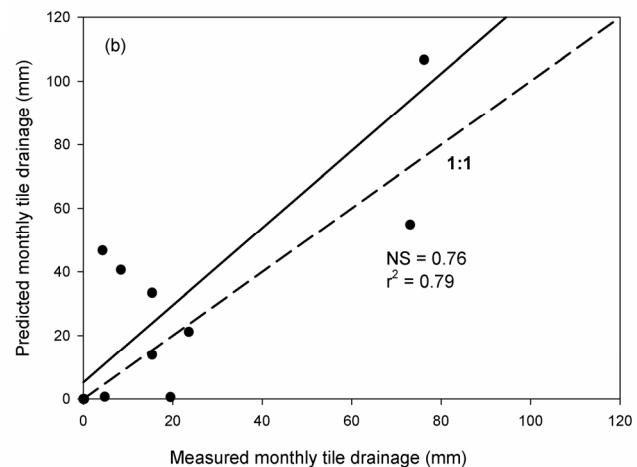 (b)
Predicted monthly tile drainage (mm)
120
100
80
60
40
20
0
1:1
NS = 0.76
r² = 0.79
0 20 40 60 80 100 120
Measured monthly tile drainage (mm)